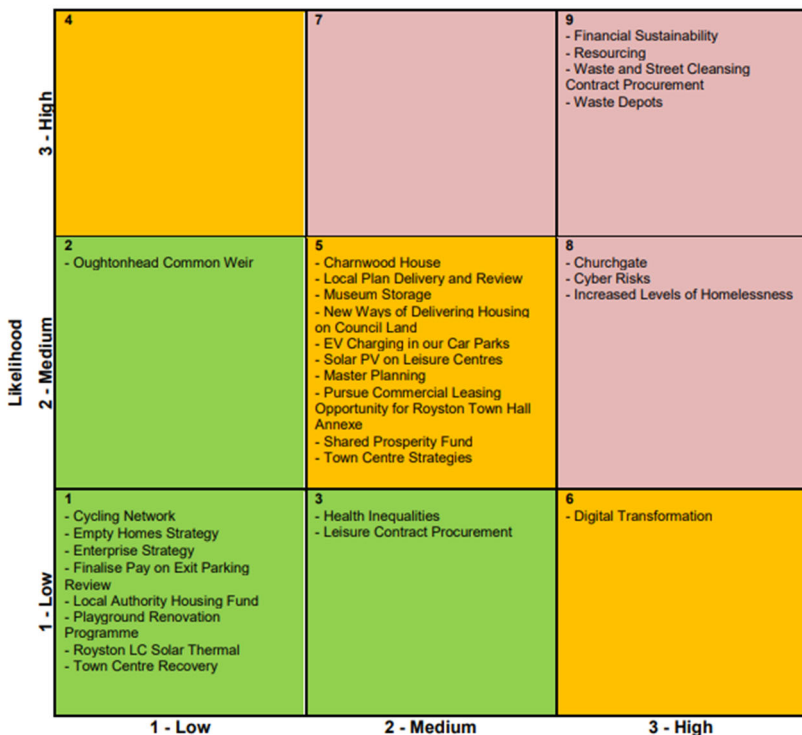 4
7
9
- Financial Sustainability
- Resourcing
- Waste and Street Cleansing
Contract Procurement
- Waste Depots
3 - High
2
- Oughtonhead Common Weir
5
- Charnwood House
- Local Plan Delivery and Review
- Museum Storage
- New Ways of Delivering Housing
on Council Land
- EV Charging in our Car Parks
- Solar PV on Leisure Centres
- Master Planning
- Pursue Commercial Leasing
Opportunity for Royston Town Hall
Annexe
- Shared Prosperity Fund
- Town Centre Strategies
8
- Churchgate
- Cyber Risks
- Increased Levels of Homelessness
Likelihood
2 - Medium
1
- Cycling Network
- Empty Homes Strategy
- Enterprise Strategy
- Finalise Pay on Exit Parking
Review
- Local Authority Housing Fund
- Playground Renovation
Programme
- Royston LC Solar Thermal
- Town Centre Recovery
3
- Health Inequalities
- Leisure Contract Procurement
6
- Digital Transformation
1 - Low
1 - Low
2 - Medium
3 - High